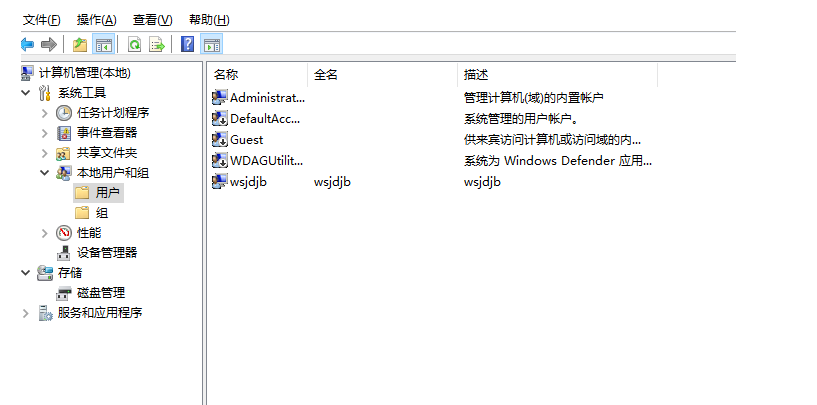 文件(F) 操作(A) 查看(V) 帮助(H)
计算机管理(本地)
系统工具
任务计划程序
事件查看器
共享文件夹
本地用户和组
用户
组
性能
设备管理器
存储
磁盘管理
服务和应用程序
名称 全名 描述
Administrat... 管理计算机(域)的内置帐户
DefaultAcc... 系统管理的用户帐户。
Guest 供来宾访问计算机或访问域的内...
WDAGUtilit... 系统为 Windows Defender 应用...
wsjdjb wsjdjb wsjdjb